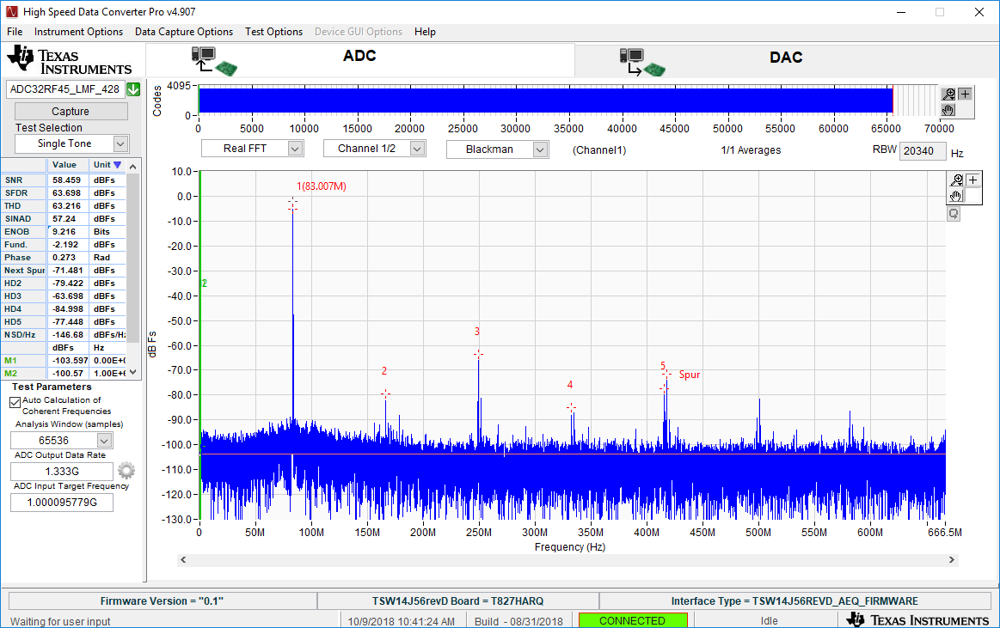 High Speed Data Converter Pro v4.907
File Instrument Options Data Capture Options Test Options Device GUI Options Help
TEXAS INSTRUMENTS
ADC
DAC
ADC32RF45_LMF_428
Capture
Test Selection
Single Tone
Value Unit
SNR 58.459 dBFs
SFDR 63.698 dBFs
THD 63.216 dBFs
SINAD 57.24 dBFs
ENOB 9.216 Bits
Fund. -2.192 dBFs
Phase 0.273 Rad
Next Spur -71.481 dBFs
HD2 -79.422 dBFs
HD3 -63.698 dBFs
HD4 -84.998 dBFs
HD5 -77.448 dBFs
NSD/Hz -146.68 dBFs/Hz
dBFs Hz
M1 -103.597 0.00E+0
M2 -100.57 1.00E+0
Test Parameters
Auto Calculation of
Coherent Frequencies
Analysis Window (samples)
65536
ADC Output Data Rate
1.333G
ADC Input Target Frequency
1.000095779G
Codes
4095
0
0 5000 10000 15000 20000 25000 30000 35000 40000 45000 50000 55000 60000 65000 70000
Real FFT Channel 1/2 Blackman (Channel1) 1/1 Averages RBW 20340 Hz
dBFs
10.0
0.0
-10.0
-20.0
-30.0
-40.0
-50.0
-60.0
-70.0
-80.0
-90.0
-100.0
-110.0
-120.0
-130.0
1(83.007M)
2
2
3
4
5
Spur
0 50M 100M 150M 200M 250M 300M 350M 400M 450M 500M 550M 600M 666.5M
Frequency (Hz)
Firmware Version = "0.1" TSW14J56revD Board = T827HARQ Interface Type = TSW14J56REVD_AEQ_FIRMWARE
Waiting for user input 10/9/2018 10:41:24 AM Build - 08/31/2018 CONNECTED Idle TEXAS INSTRUMENTS